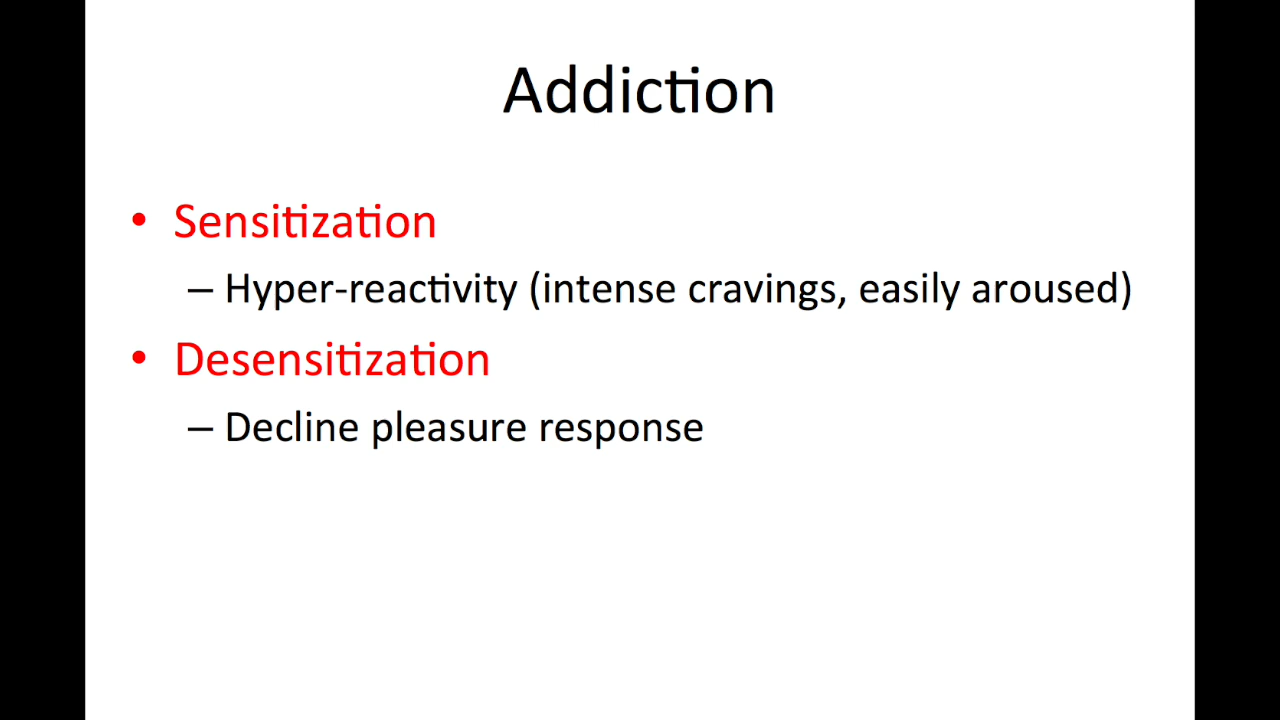 Addiction
• Sensitization
– Hyper-reactivity (intense cravings, easily aroused)
• Desensitization
– Decline pleasure response